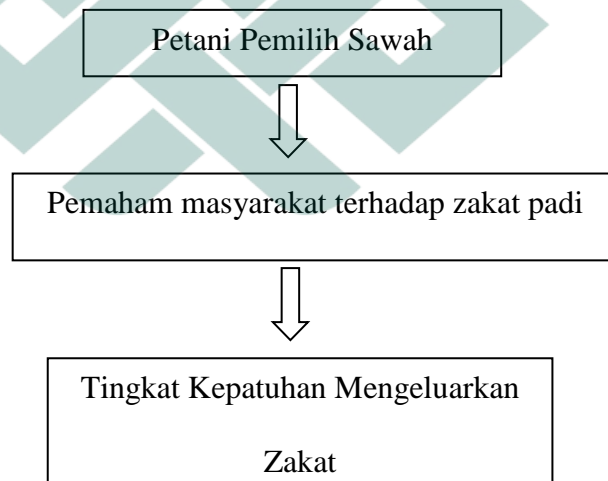 Petani Pemilih Sawah
Pemaham masyarakat terhadap zakat padi
Tingkat Kepatuhan Mengeluarkan
Zakat